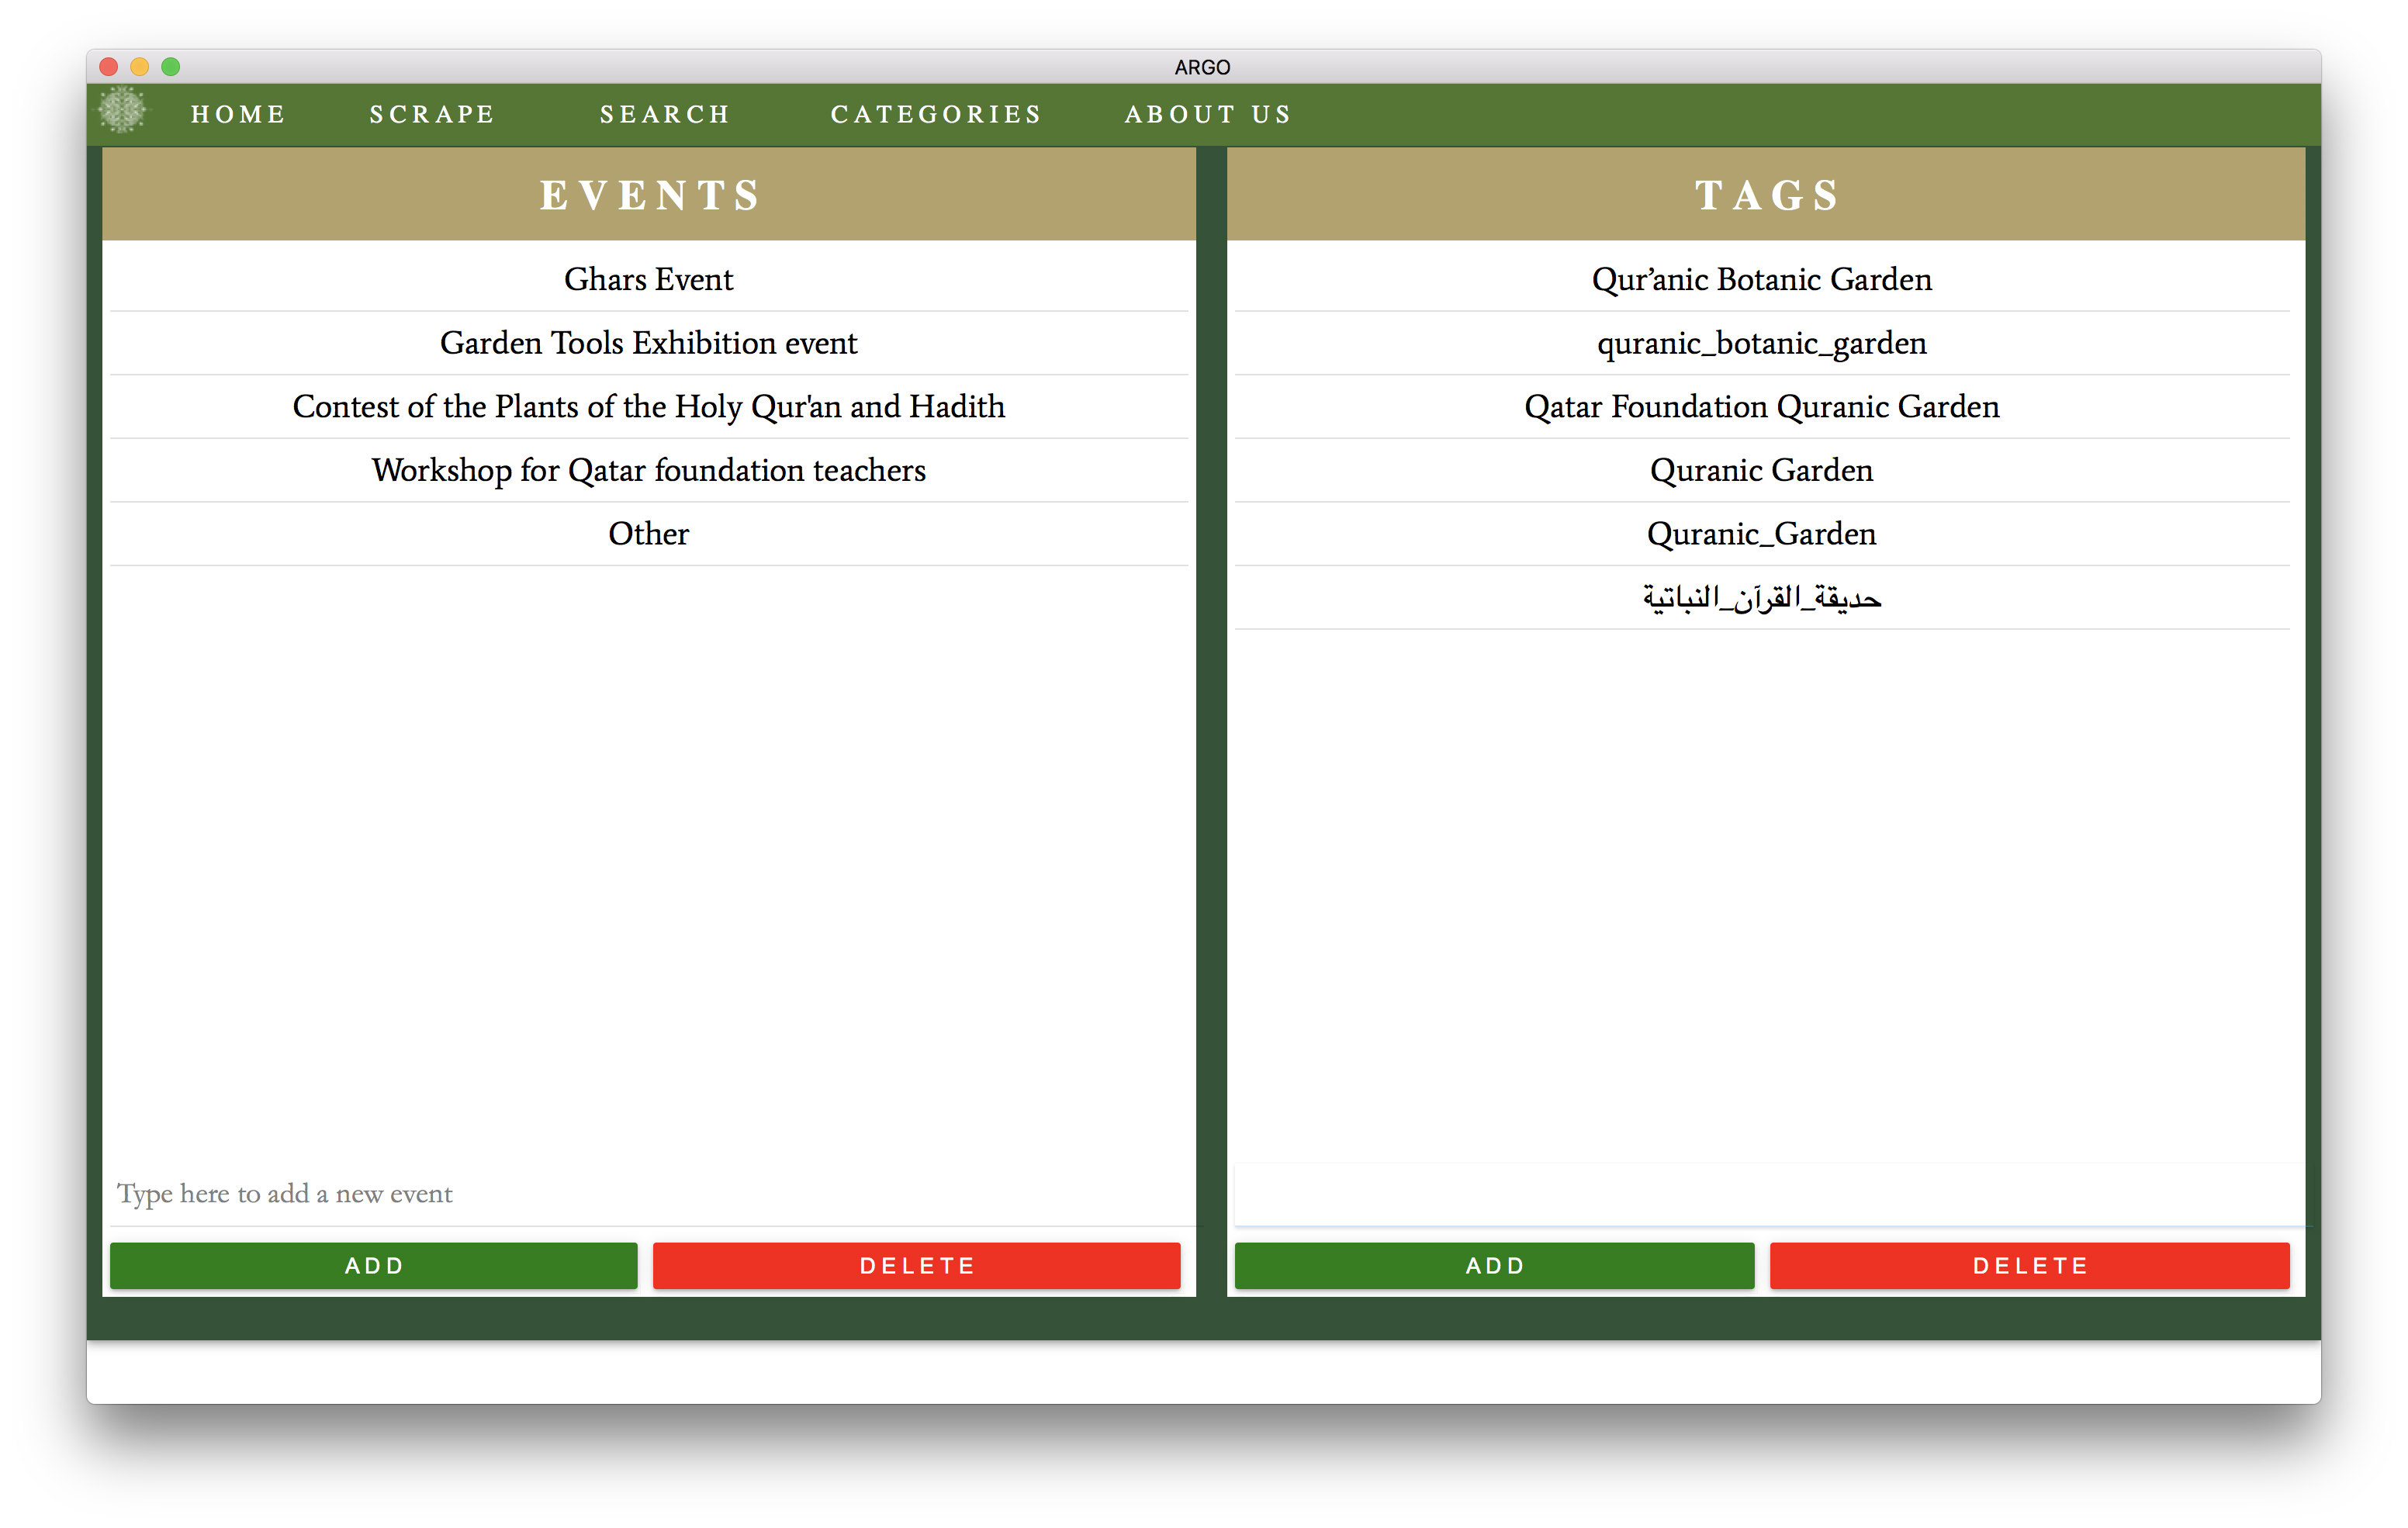 ARGO
HOME SCRAPE SEARCH CATEGORIES ABOUT US
EVENTS
Ghars Event
Garden Tools Exhibition event
Contest of the Plants of the Holy Qur'an and Hadith
Workshop for Qatar foundation teachers
Other
Type here to add a new event
ADD DELETE
TAGS
Qur’anic Botanic Garden
quranic_botanic_garden
Qatar Foundation Quranic Garden
Quranic Garden
Quranic_Garden
حديقة_القرآن_النباتية
ADD DELETE